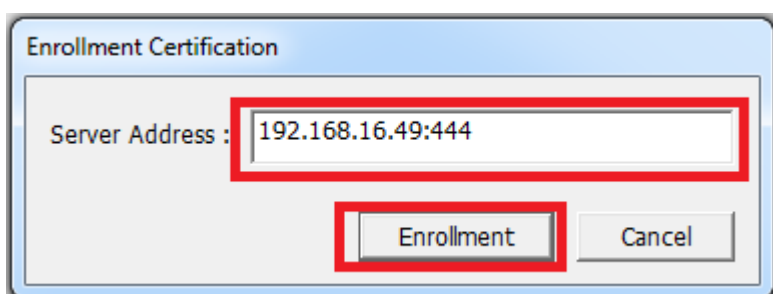 Enrollment Certification
Server Address : 192.168.16.49:444
Enrollment Cancel